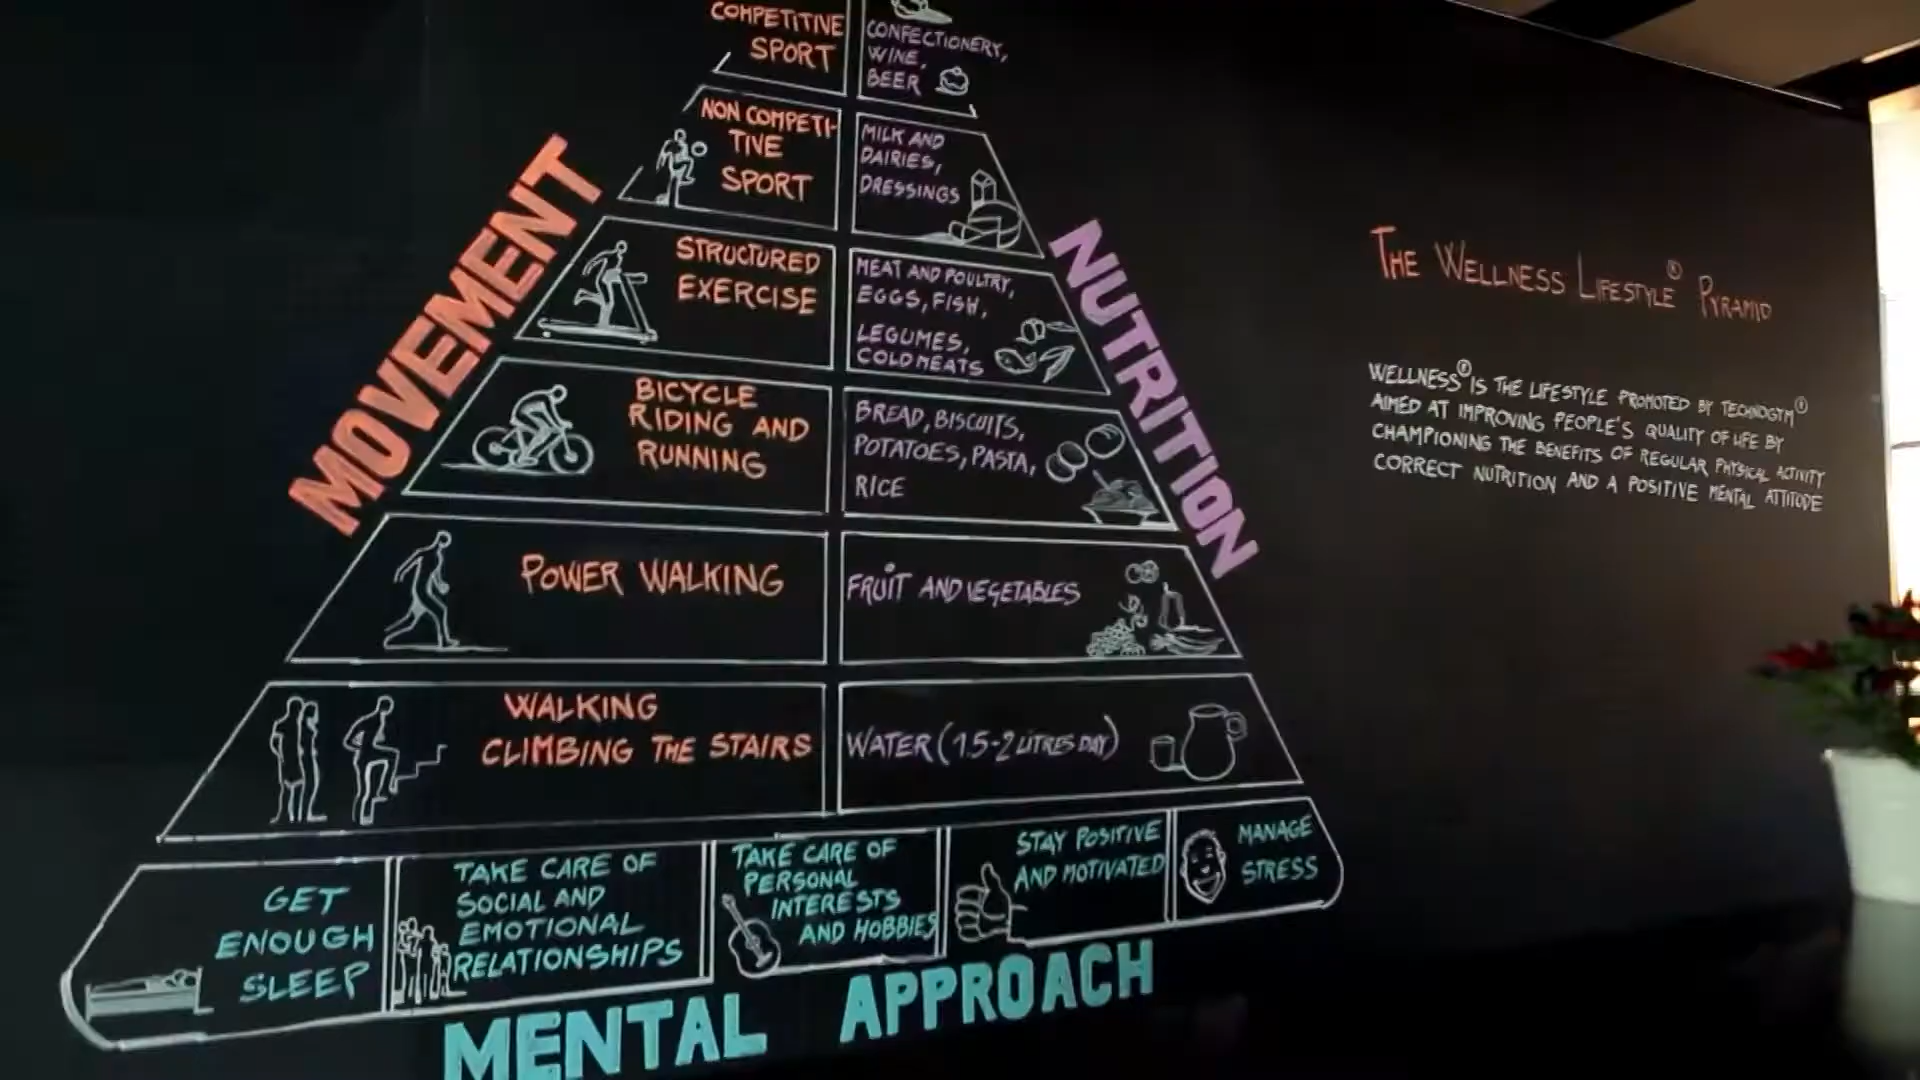 COMPETITIVE
SPORT
CONFECTIONERY,
WINE,
BEER
NON COMPETI-
TIVE
SPORT
MILK AND
DAIRIES,
DRESSINGS
STRUCTURED
EXERCISE
MEAT AND POULTRY,
EGGS, FISH,
LEGUMES,
COLD MEATS
BICYCLE
RIDING AND
RUNNING
BREAD, BISCUITS,
POTATOES, PASTA,
RICE
POWER WALKING
FRUIT AND VEGETABLES
WALKING
CLIMBING THE STAIRS
WATER (1.5-2 LITRES DAY)
GET
ENOUGH
SLEEP
TAKE CARE OF
SOCIAL AND
EMOTIONAL
RELATIONSHIPS
TAKE CARE OF
PERSONAL
INTERESTS
AND HOBBIES
STAY POSITIVE
AND MOTIVATED
MANAGE
STRESS
MOVEMENT
NUTRITION
MENTAL APPROACH
THE WELLNESS LIFESTYLE® PYRAMID
WELLNESS® IS THE LIFESTYLE PROMOTED BY TECHNOGYM®
AIMED AT IMPROVING PEOPLE'S QUALITY OF LIFE BY
CHAMPIONING THE BENEFITS OF REGULAR PHYSICAL ACTIVITY
CORRECT NUTRITION AND A POSITIVE MENTAL ATTITUDE